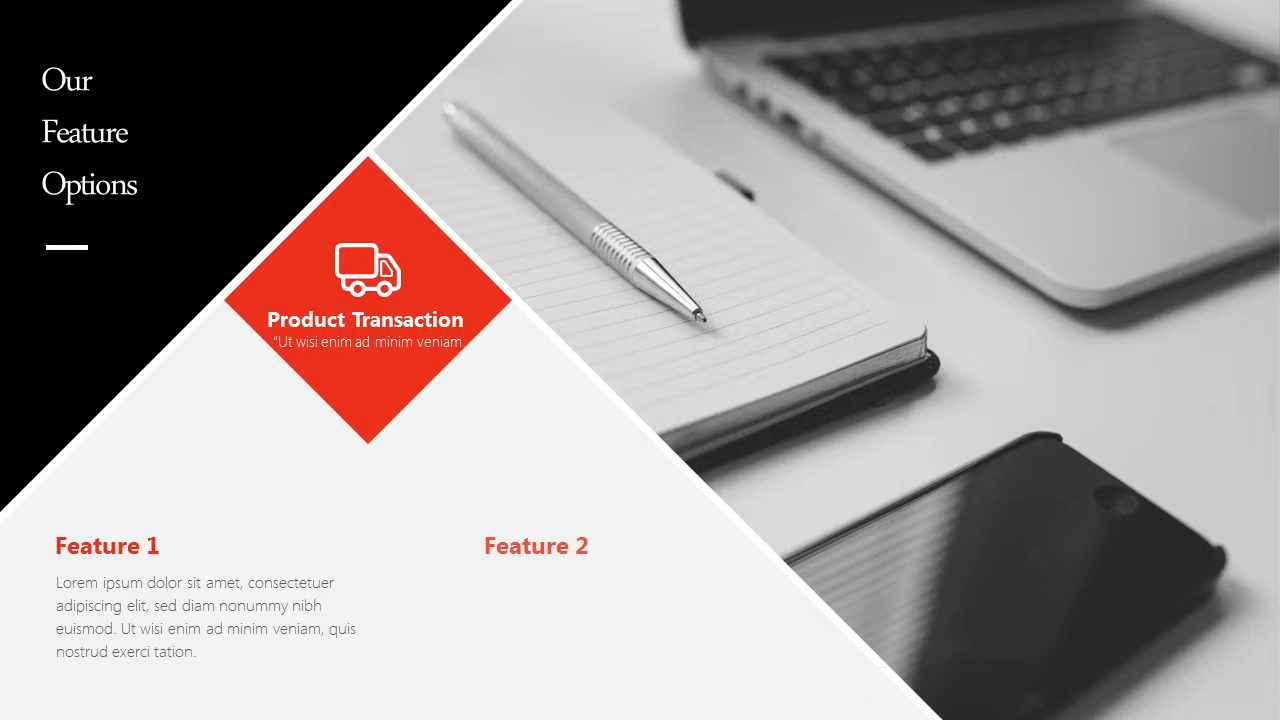 Our
Feature
Options
Product Transaction
“Ut wisi enim ad minim veniam
Feature 1
Lorem ipsum dolor sit amet, consectetuer
adipiscing elit, sed diam nonummy nibh
euismod. Ut wisi enim ad minim veniam, quis
nostrud exerci tation.
Feature 2